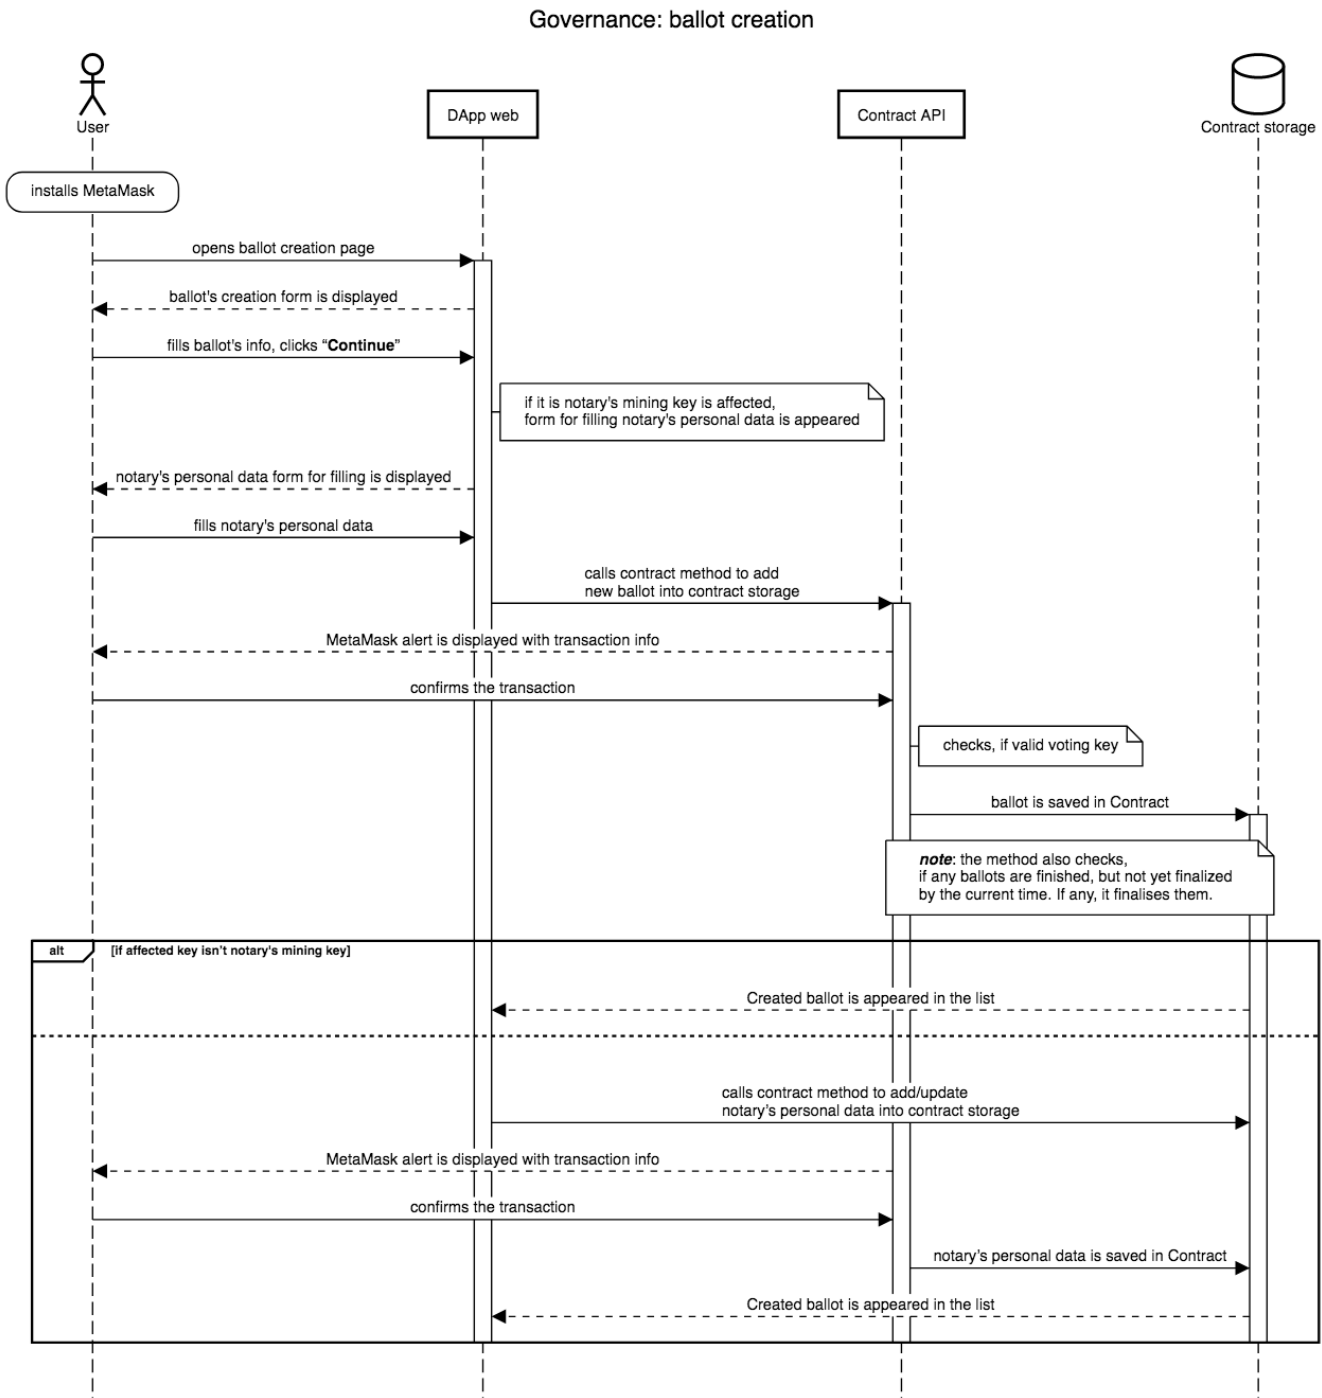 Governance: ballot creation
User
DApp web
Contract API
Contract storage
installs MetaMask
opens ballot creation page
ballot's creation form is displayed
fills ballot's info, clicks “Continue”
if it is notary's mining key is affected,
form for filling notary's personal data is appeared
notary's personal data form for filling is displayed
fills notary's personal data
calls contract method to add
new ballot into contract storage
MetaMask alert is displayed with transaction info
confirms the transaction
checks, if valid voting key
ballot is saved in Contract
note: the method also checks,
if any ballots are finished, but not yet finalized
by the current time. If any, it finalises them.
alt [if affected key isn't notary's mining key]
Created ballot is appeared in the list
calls contract method to add/update
notary's personal data into contract storage
MetaMask alert is displayed with transaction info
confirms the transaction
notary's personal data is saved in Contract
Created ballot is appeared in the list